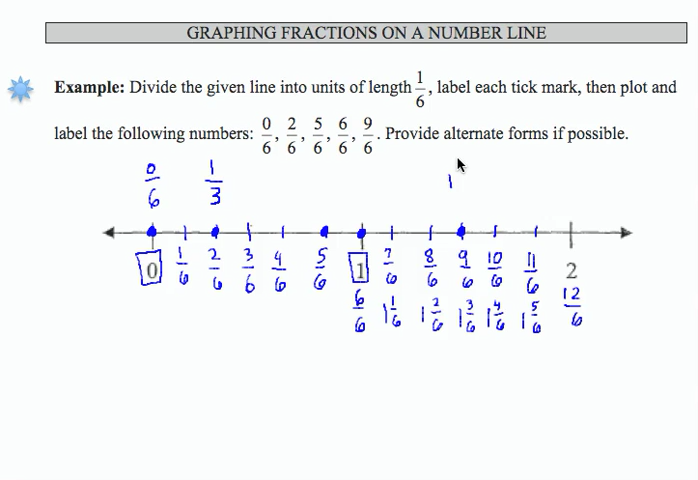 GRAPHING FRACTIONS ON A NUMBER LINE
Example: Divide the given line into units of length 1/6, label each tick mark, then plot and
label the following numbers: 0/6, 2/6, 5/6, 6/6, 9/6. Provide alternate forms if possible.
0/6 1/3 1
0 1/6 2/6 3/6 4/6 5/6 1 7/6 8/6 9/6 10/6 11/6 2
6/6 1 1/6 1 2/6 1 3/6 1 4/6 1 5/6 12/6